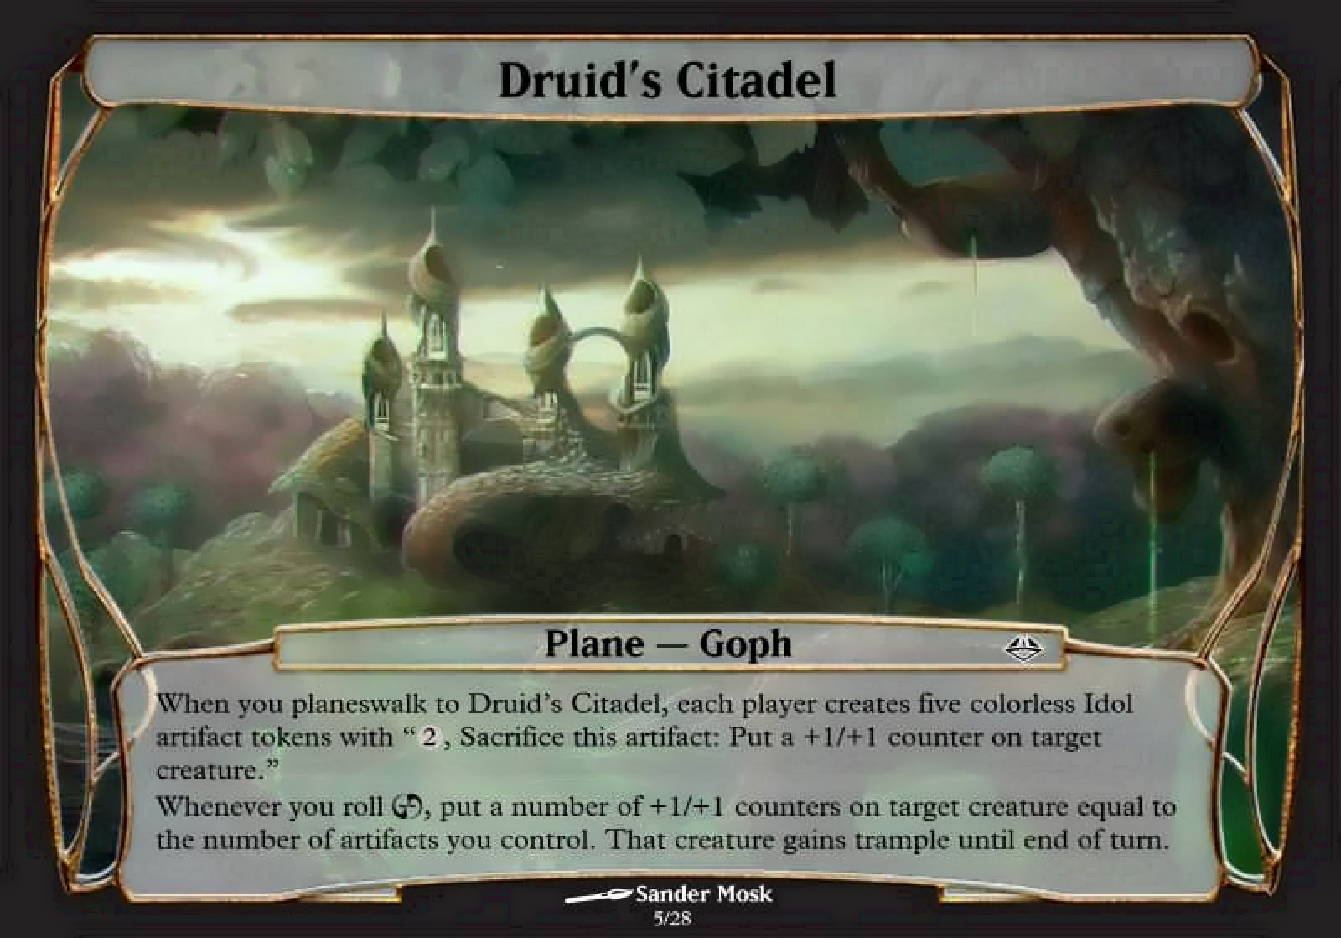 Druid's Citadel
Plane — Goph
When you planeswalk to Druid's Citadel, each player creates five colorless Idol
artifact tokens with “2, Sacrifice this artifact: Put a +1/+1 counter on target
creature.”
Whenever you roll , put a number of +1/+1 counters on target creature equal to
the number of artifacts you control. That creature gains trample until end of turn.
Sander Mosk
5/28